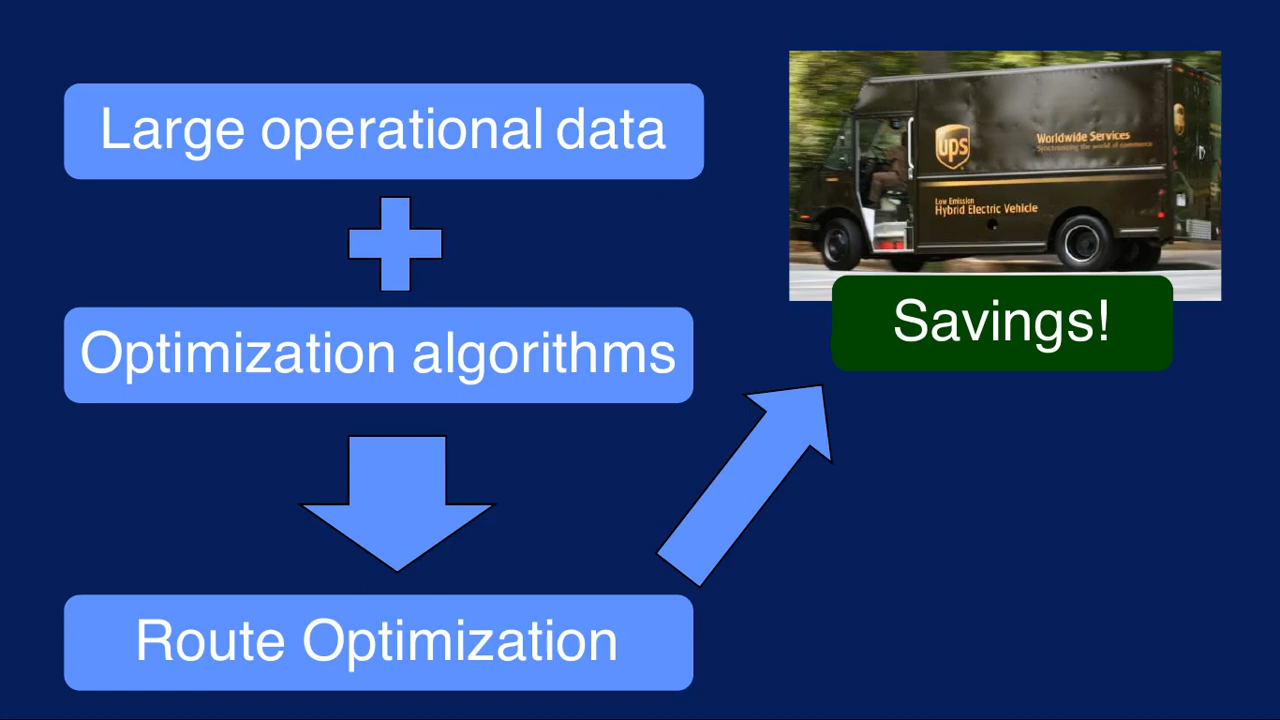 Large operational data
Optimization algorithms
Route Optimization
ups
Worldwide Services
Synchronizing the world of commerce
Low Emission
Hybrid Electric Vehicle
Savings!